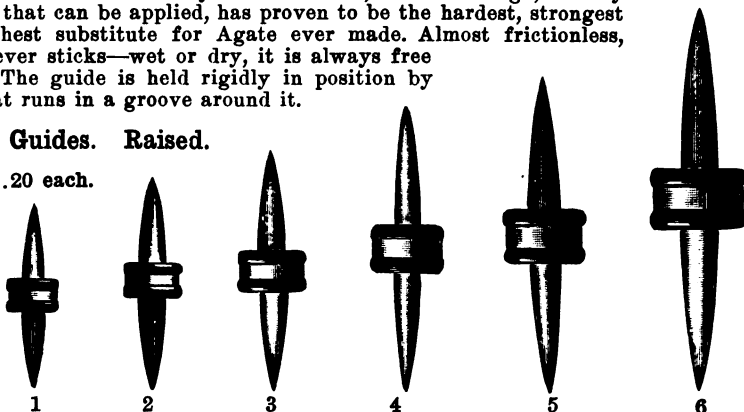 that can be applied, has proven to be the hardest, strongest
hest substitute for Agate ever made. Almost frictionless,
ever sticks—wet or dry, it is always free
The guide is held rigidly in position by
at runs in a groove around it.
Guides. Raised.
.20 each.
1 2 3 4 5 6